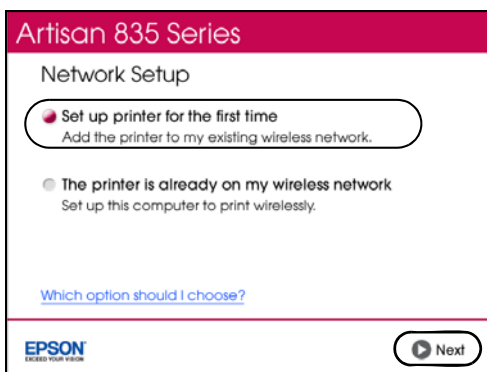 Artisan 835 Series
Network Setup
Set up printer for the first time
Add the printer to my existing wireless network.
The printer is already on my wireless network
Set up this computer to print wirelessly.
Which option should I choose?
EPSON
EXCEED YOUR VISION
Next